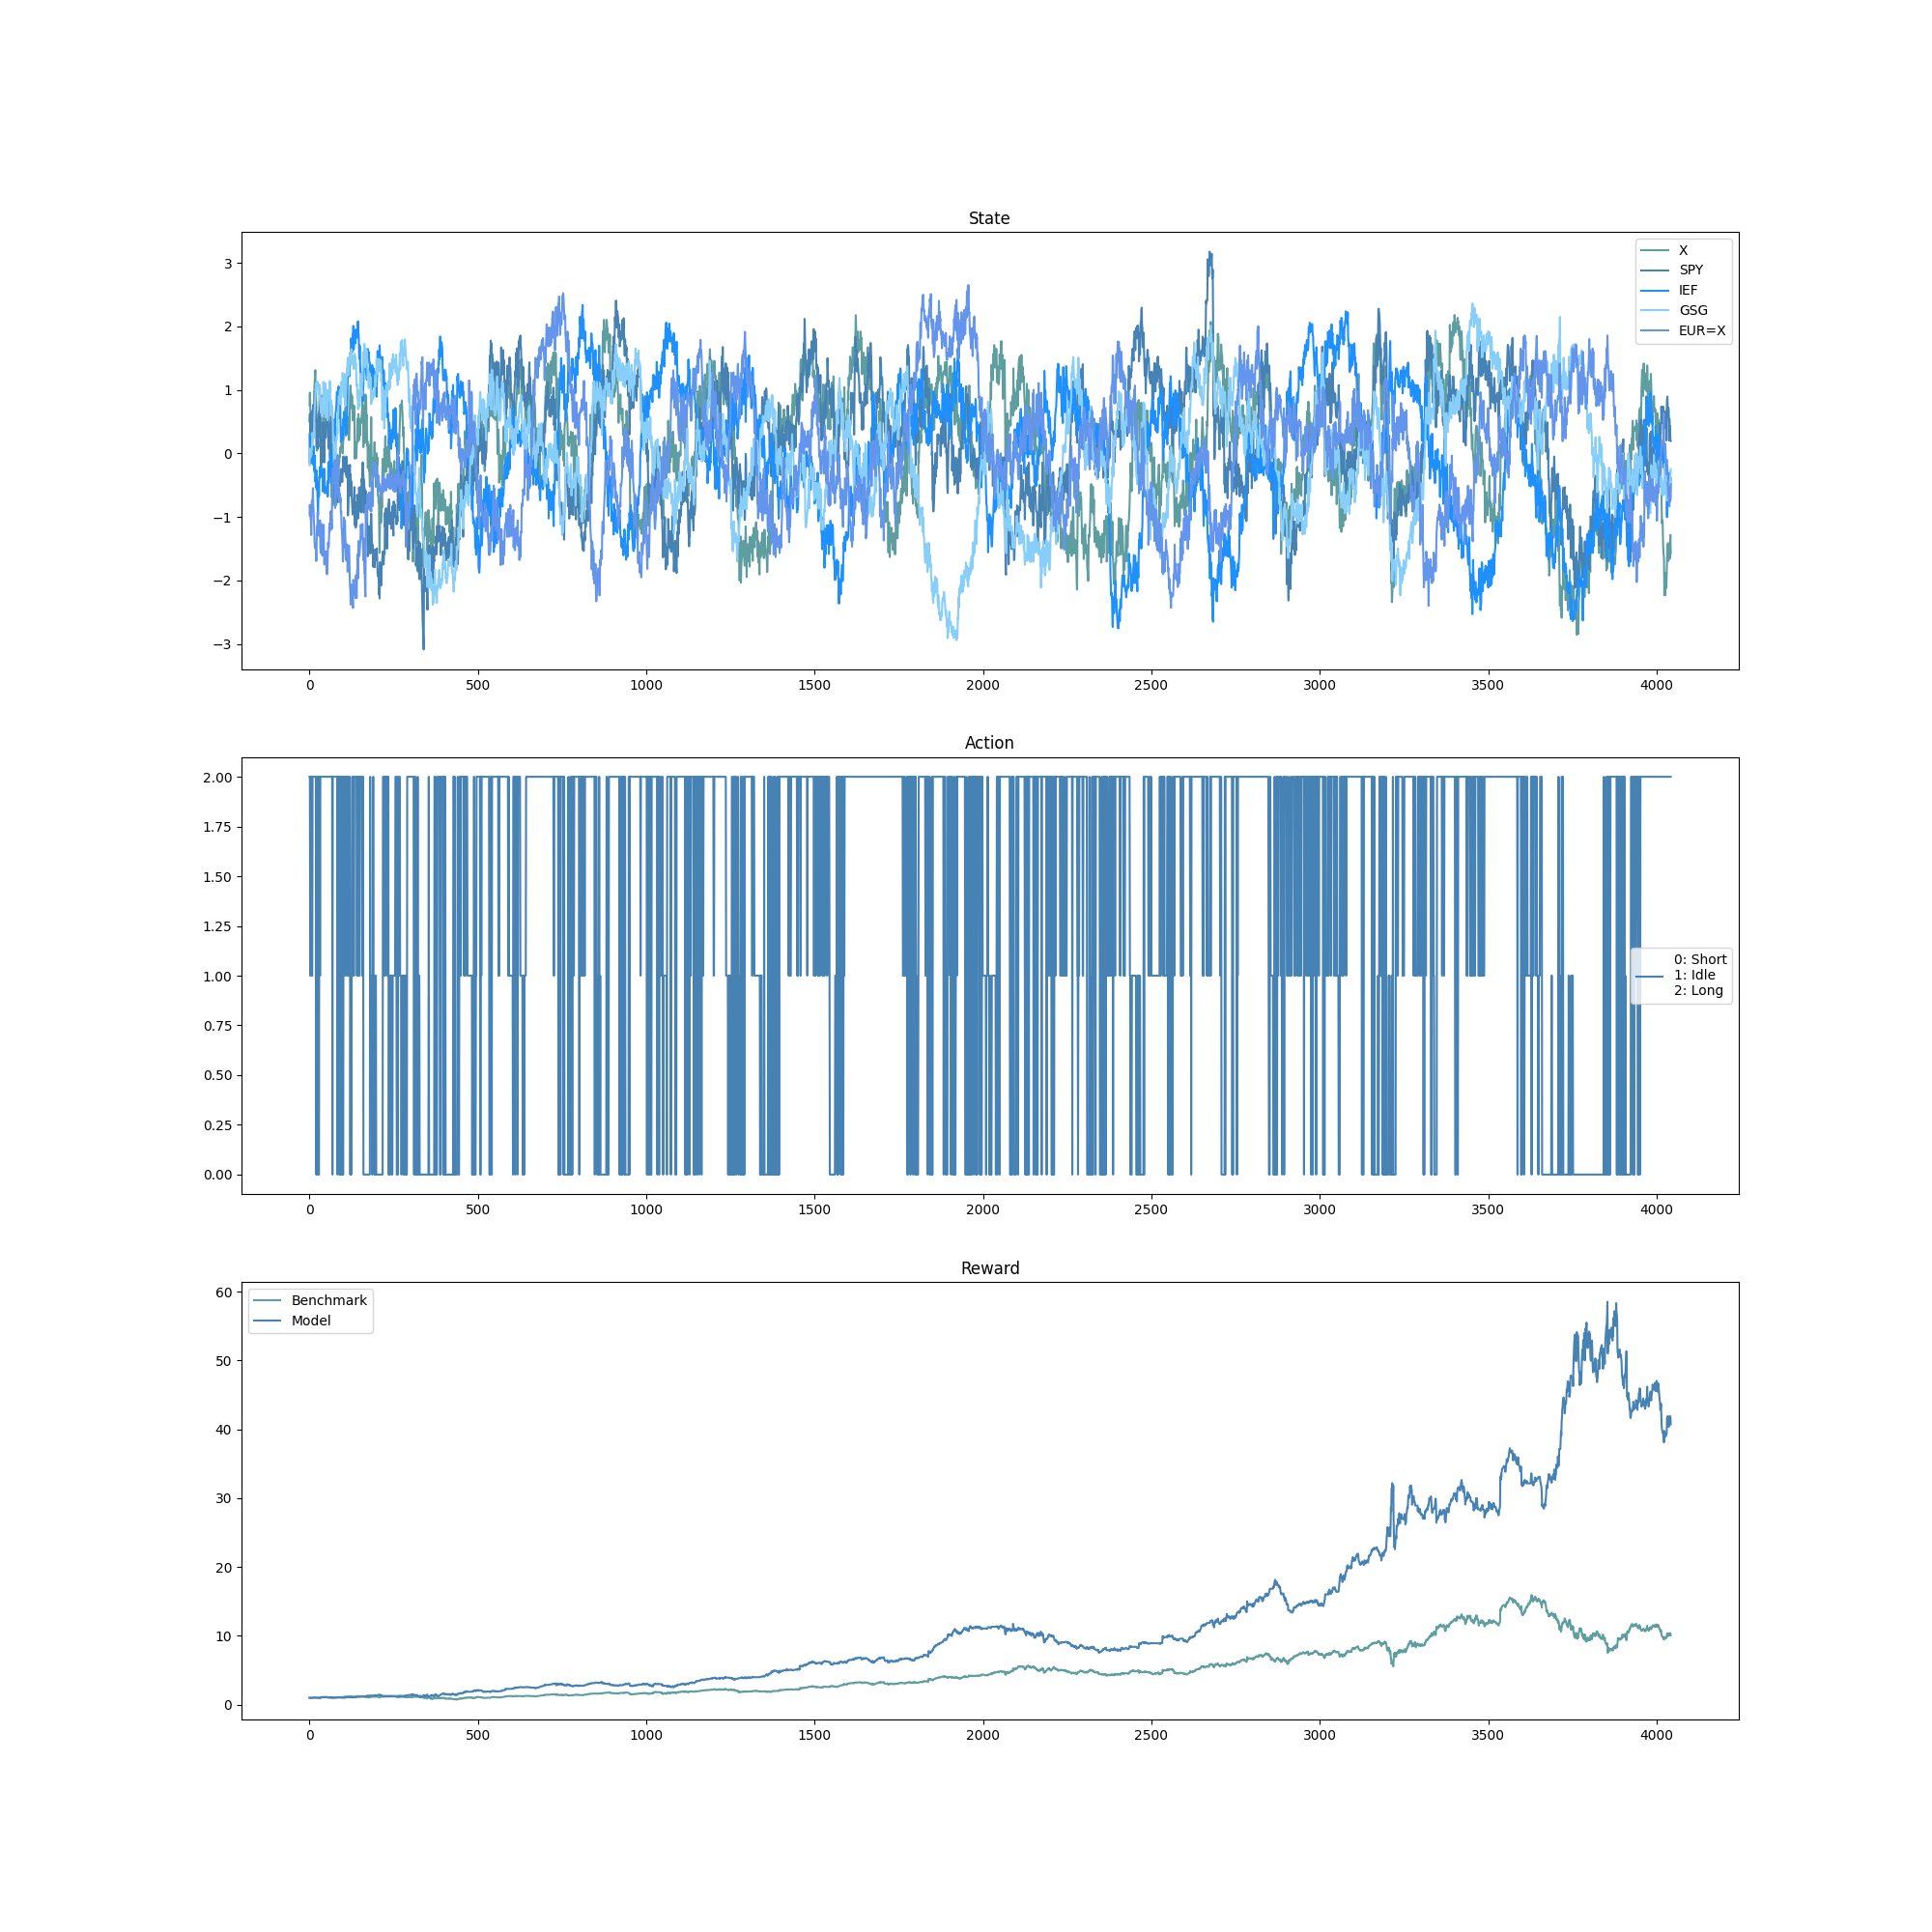 State
3
2
1
0
−1
−2
−3
X
SPY
IEF
GSG
EUR=X
0 500 1000 1500 2000 2500 3000 3500 4000
Action
2.00
1.75
1.50
1.25
1.00
0.75
0.50
0.25
0.00
0: Short
1: Idle
2: Long
0 500 1000 1500 2000 2500 3000 3500 4000
Reward
60
50
40
30
20
10
0
Benchmark
Model
0 500 1000 1500 2000 2500 3000 3500 4000